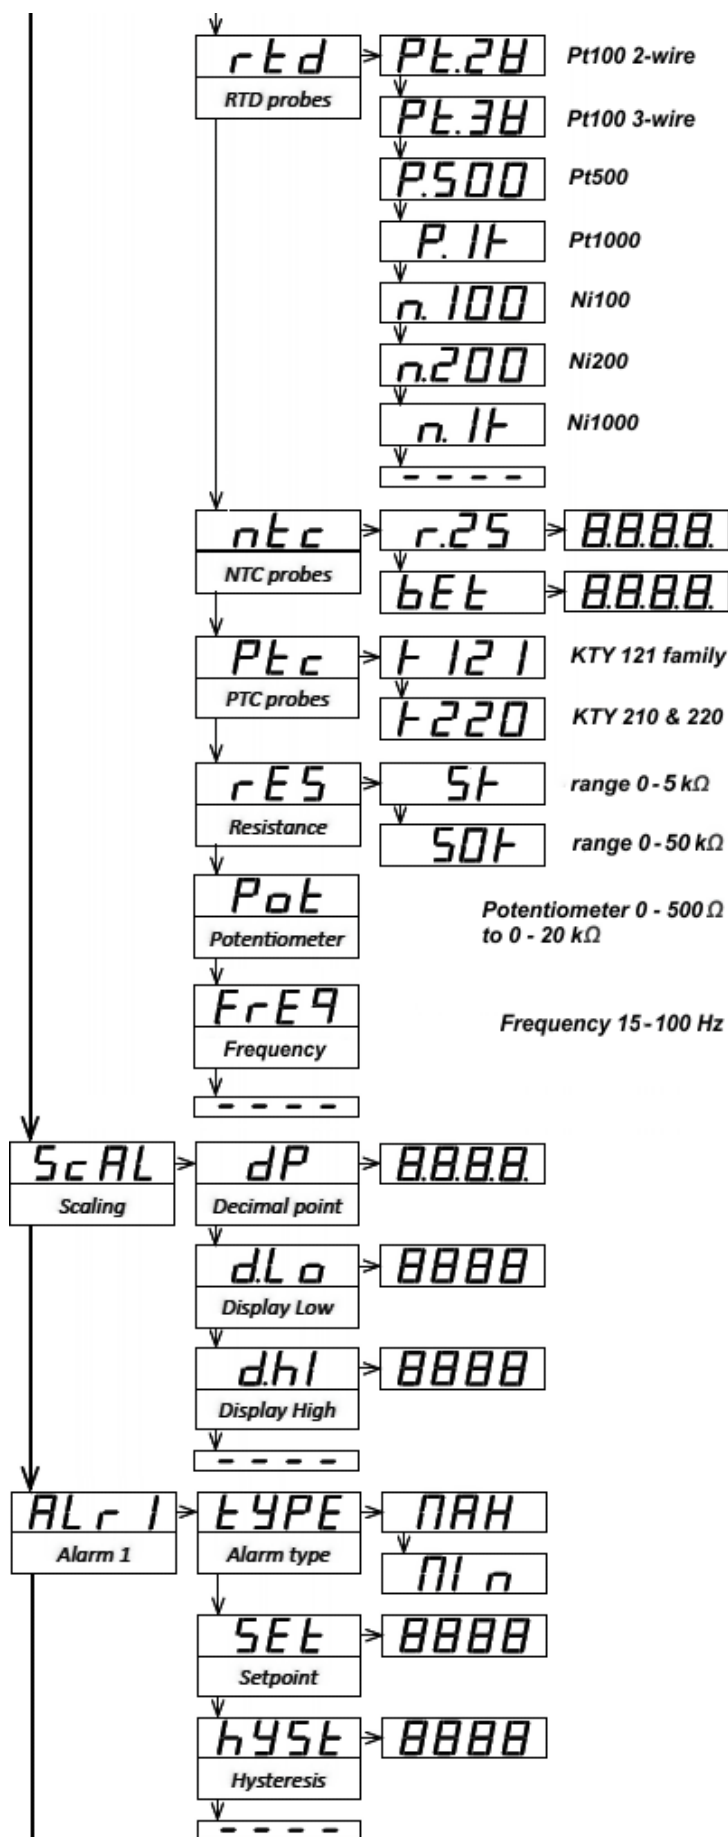 rtd
RTD probes
Pt.2W
Pt100 2-wire
Pt.3W
Pt100 3-wire
P.500
Pt500
P. 1k
Pt1000
n. 100
Ni100
n.200
Ni200
n. 1k
Ni1000
- - - -
ntc
NTC probes
r.25
8.8.8.8.
bEt
8.8.8.8.
Ptc
PTC probes
k 121
KTY 121 family
k220
KTY 210 & 220
rES
Resistance
5k
range 0 - 5 kΩ
50k
range 0 - 50 kΩ
Pot
Potentiometer
Potentiometer 0 - 500 Ω
to 0 - 20 kΩ
FrEq
Frequency
Frequency 15 - 100 Hz
- - - -
ScAL
Scaling
dP
Decimal point
8.8.8.8.
d.Lo
Display Low
8888
d.hI
Display High
8888
- - - -
ALr1
Alarm 1
tYPE
Alarm type
MAX
MIn
SEt
Setpoint
8888
hYSt
Hysteresis
8888
- - - -